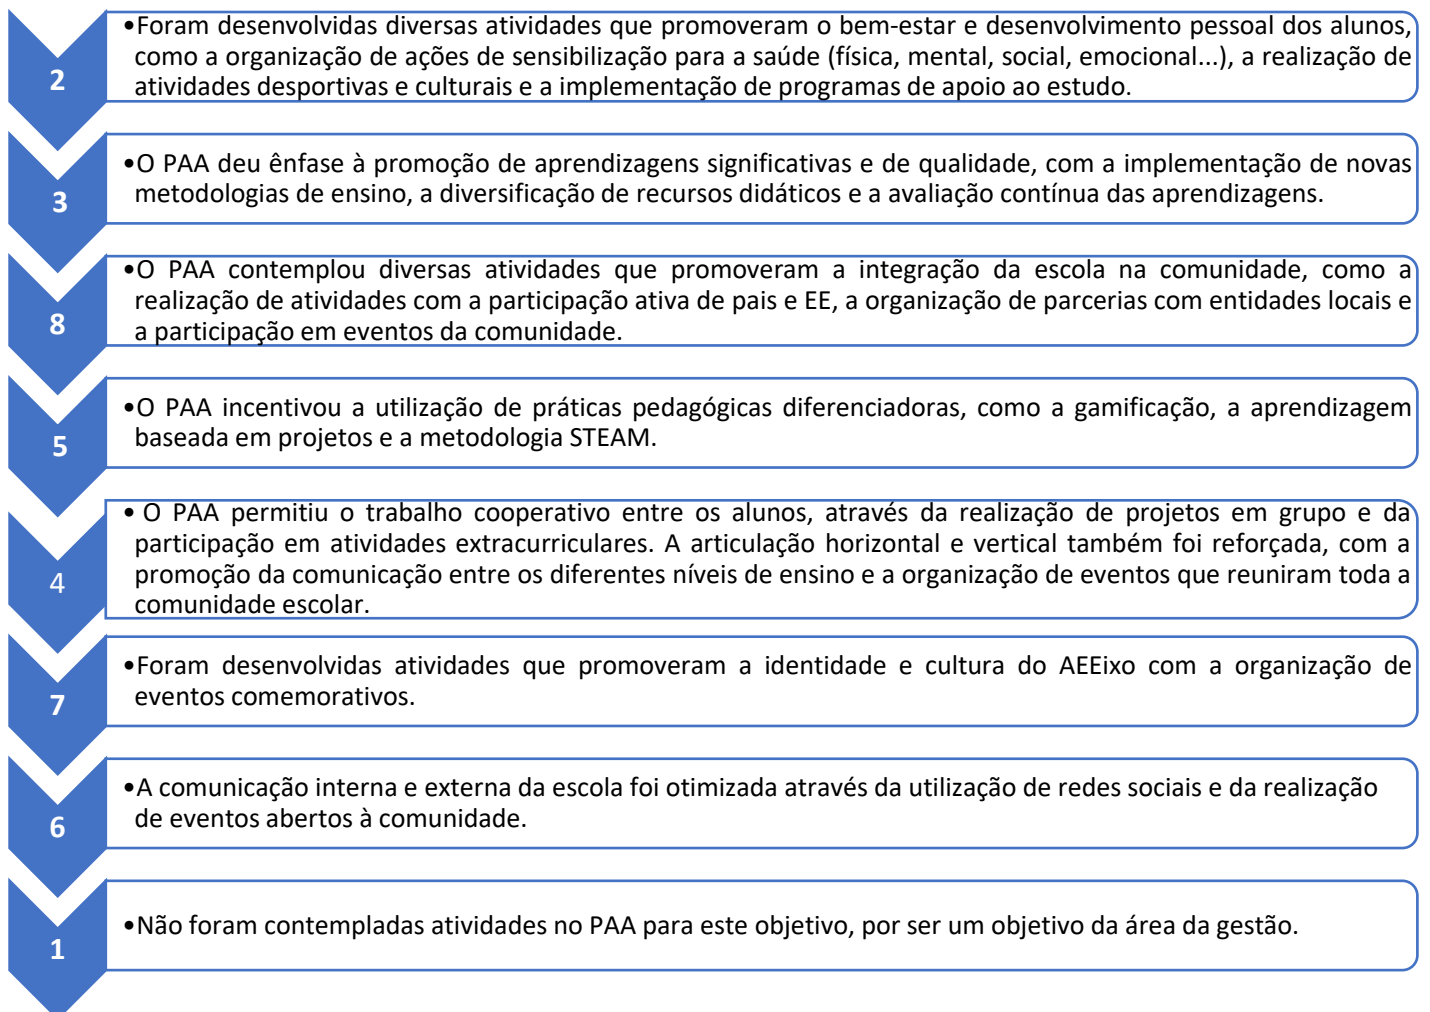 2
•Foram desenvolvidas diversas atividades que promoveram o bem-estar e desenvolvimento pessoal dos alunos,
como a organização de ações de sensibilização para a saúde (física, mental, social, emocional...), a realização de
atividades desportivas e culturais e a implementação de programas de apoio ao estudo.
3
•O PAA deu ênfase à promoção de aprendizagens significativas e de qualidade, com a implementação de novas
metodologias de ensino, a diversificação de recursos didáticos e a avaliação contínua das aprendizagens.
8
•O PAA contemplou diversas atividades que promoveram a integração da escola na comunidade, como a
realização de atividades com a participação ativa de pais e EE, a organização de parcerias com entidades locais e
a participação em eventos da comunidade.
5
•O PAA incentivou a utilização de práticas pedagógicas diferenciadoras, como a gamificação, a aprendizagem
baseada em projetos e a metodologia STEAM.
4
• O PAA permitiu o trabalho cooperativo entre os alunos, através da realização de projetos em grupo e da
participação em atividades extracurriculares. A articulação horizontal e vertical também foi reforçada, com a
promoção da comunicação entre os diferentes níveis de ensino e a organização de eventos que reuniram toda a
comunidade escolar.
7
•Foram desenvolvidas atividades que promoveram a identidade e cultura do AEEixo com a organização de
eventos comemorativos.
6
•A comunicação interna e externa da escola foi otimizada através da utilização de redes sociais e da realização
de eventos abertos à comunidade.
1
•Não foram contempladas atividades no PAA para este objetivo, por ser um objetivo da área da gestão.